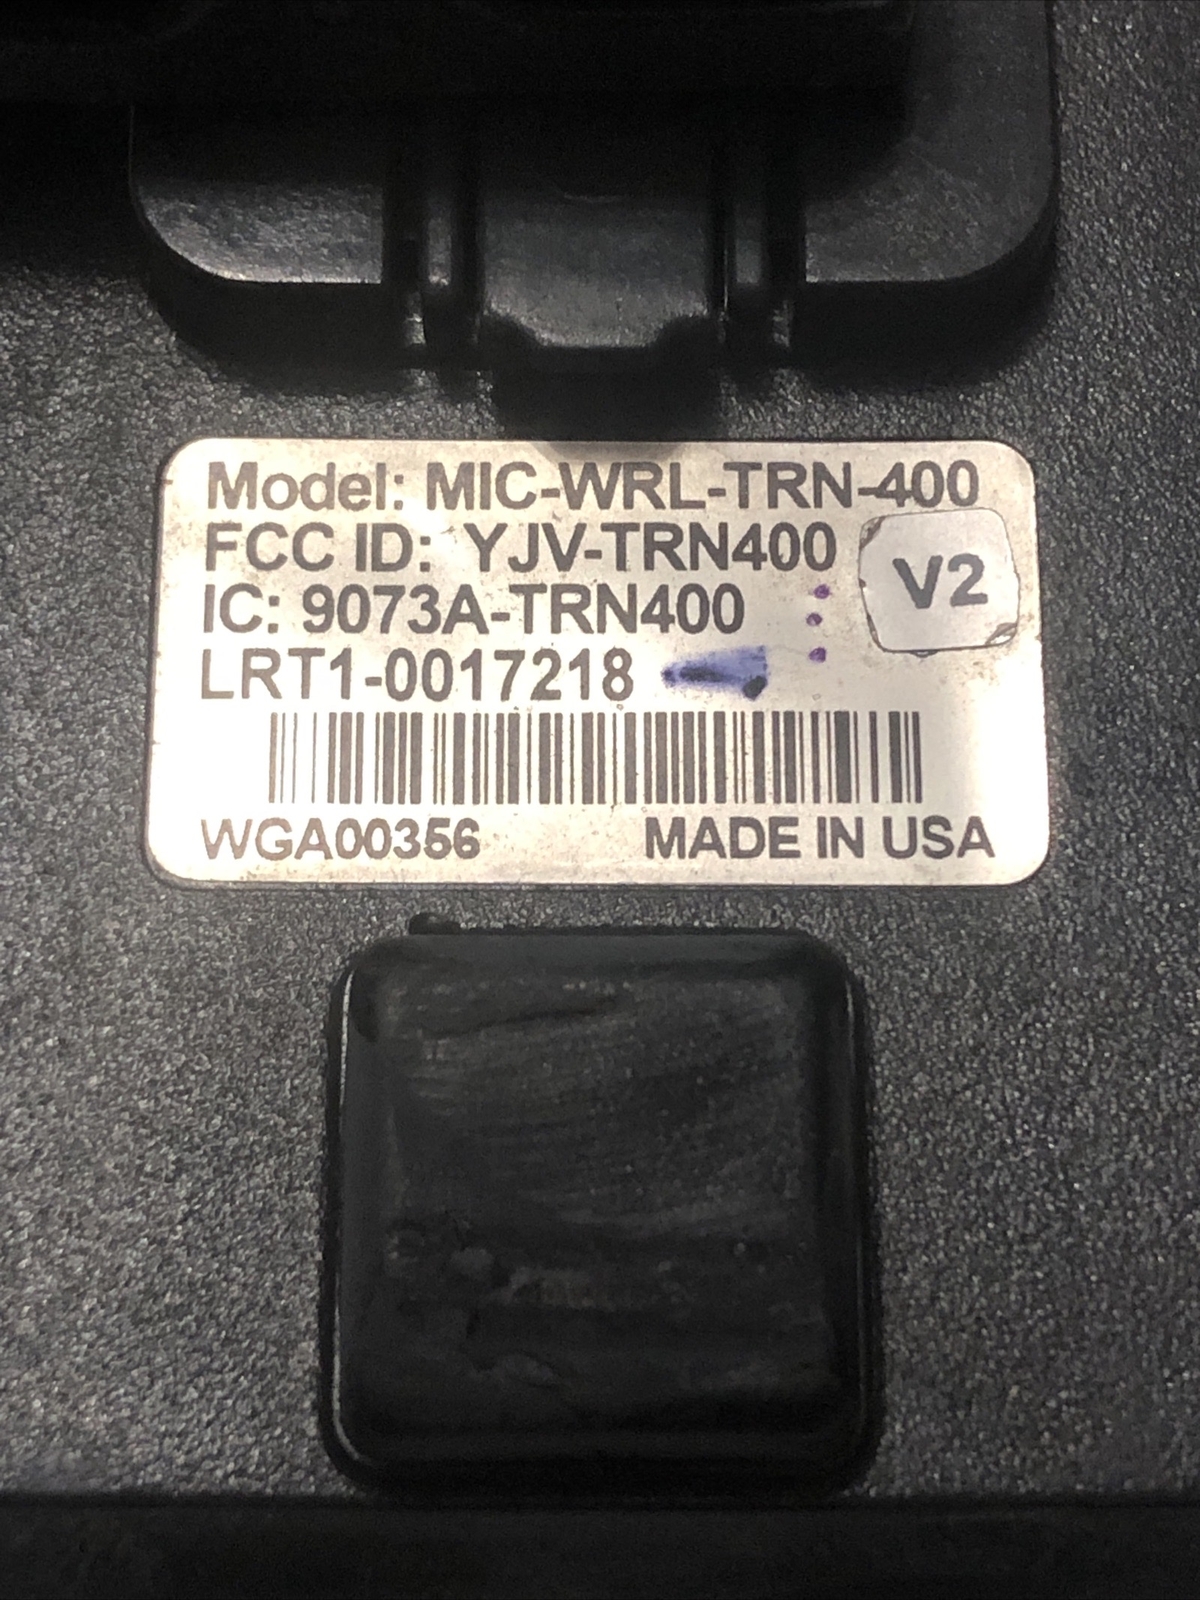 Model: MIC-WRL-TRN-400
FCC ID: YJV-TRN400
V2
IC: 9073A-TRN400
LRT1-0017218
WGA00356 MADE IN USA